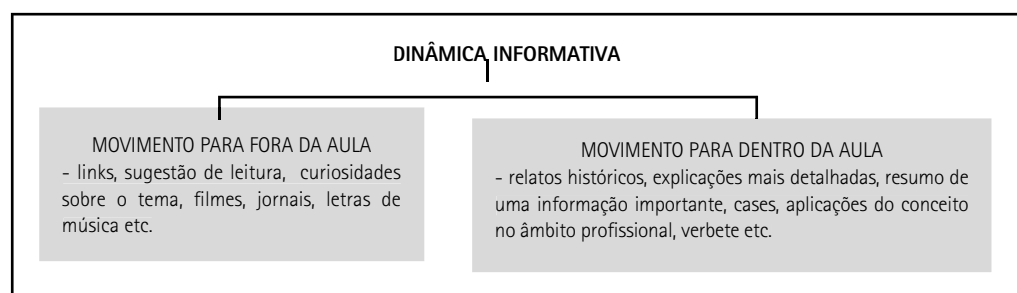 DINÂMICA INFORMATIVA
MOVIMENTO PARA FORA DA AULA
- links, sugestão de leitura, curiosidades
sobre o tema, filmes, jornais, letras de
música etc.
MOVIMENTO PARA DENTRO DA AULA
- relatos históricos, explicações mais detalhadas, resumo de
uma informação importante, cases, aplicações do conceito
no âmbito profissional, verbete etc.